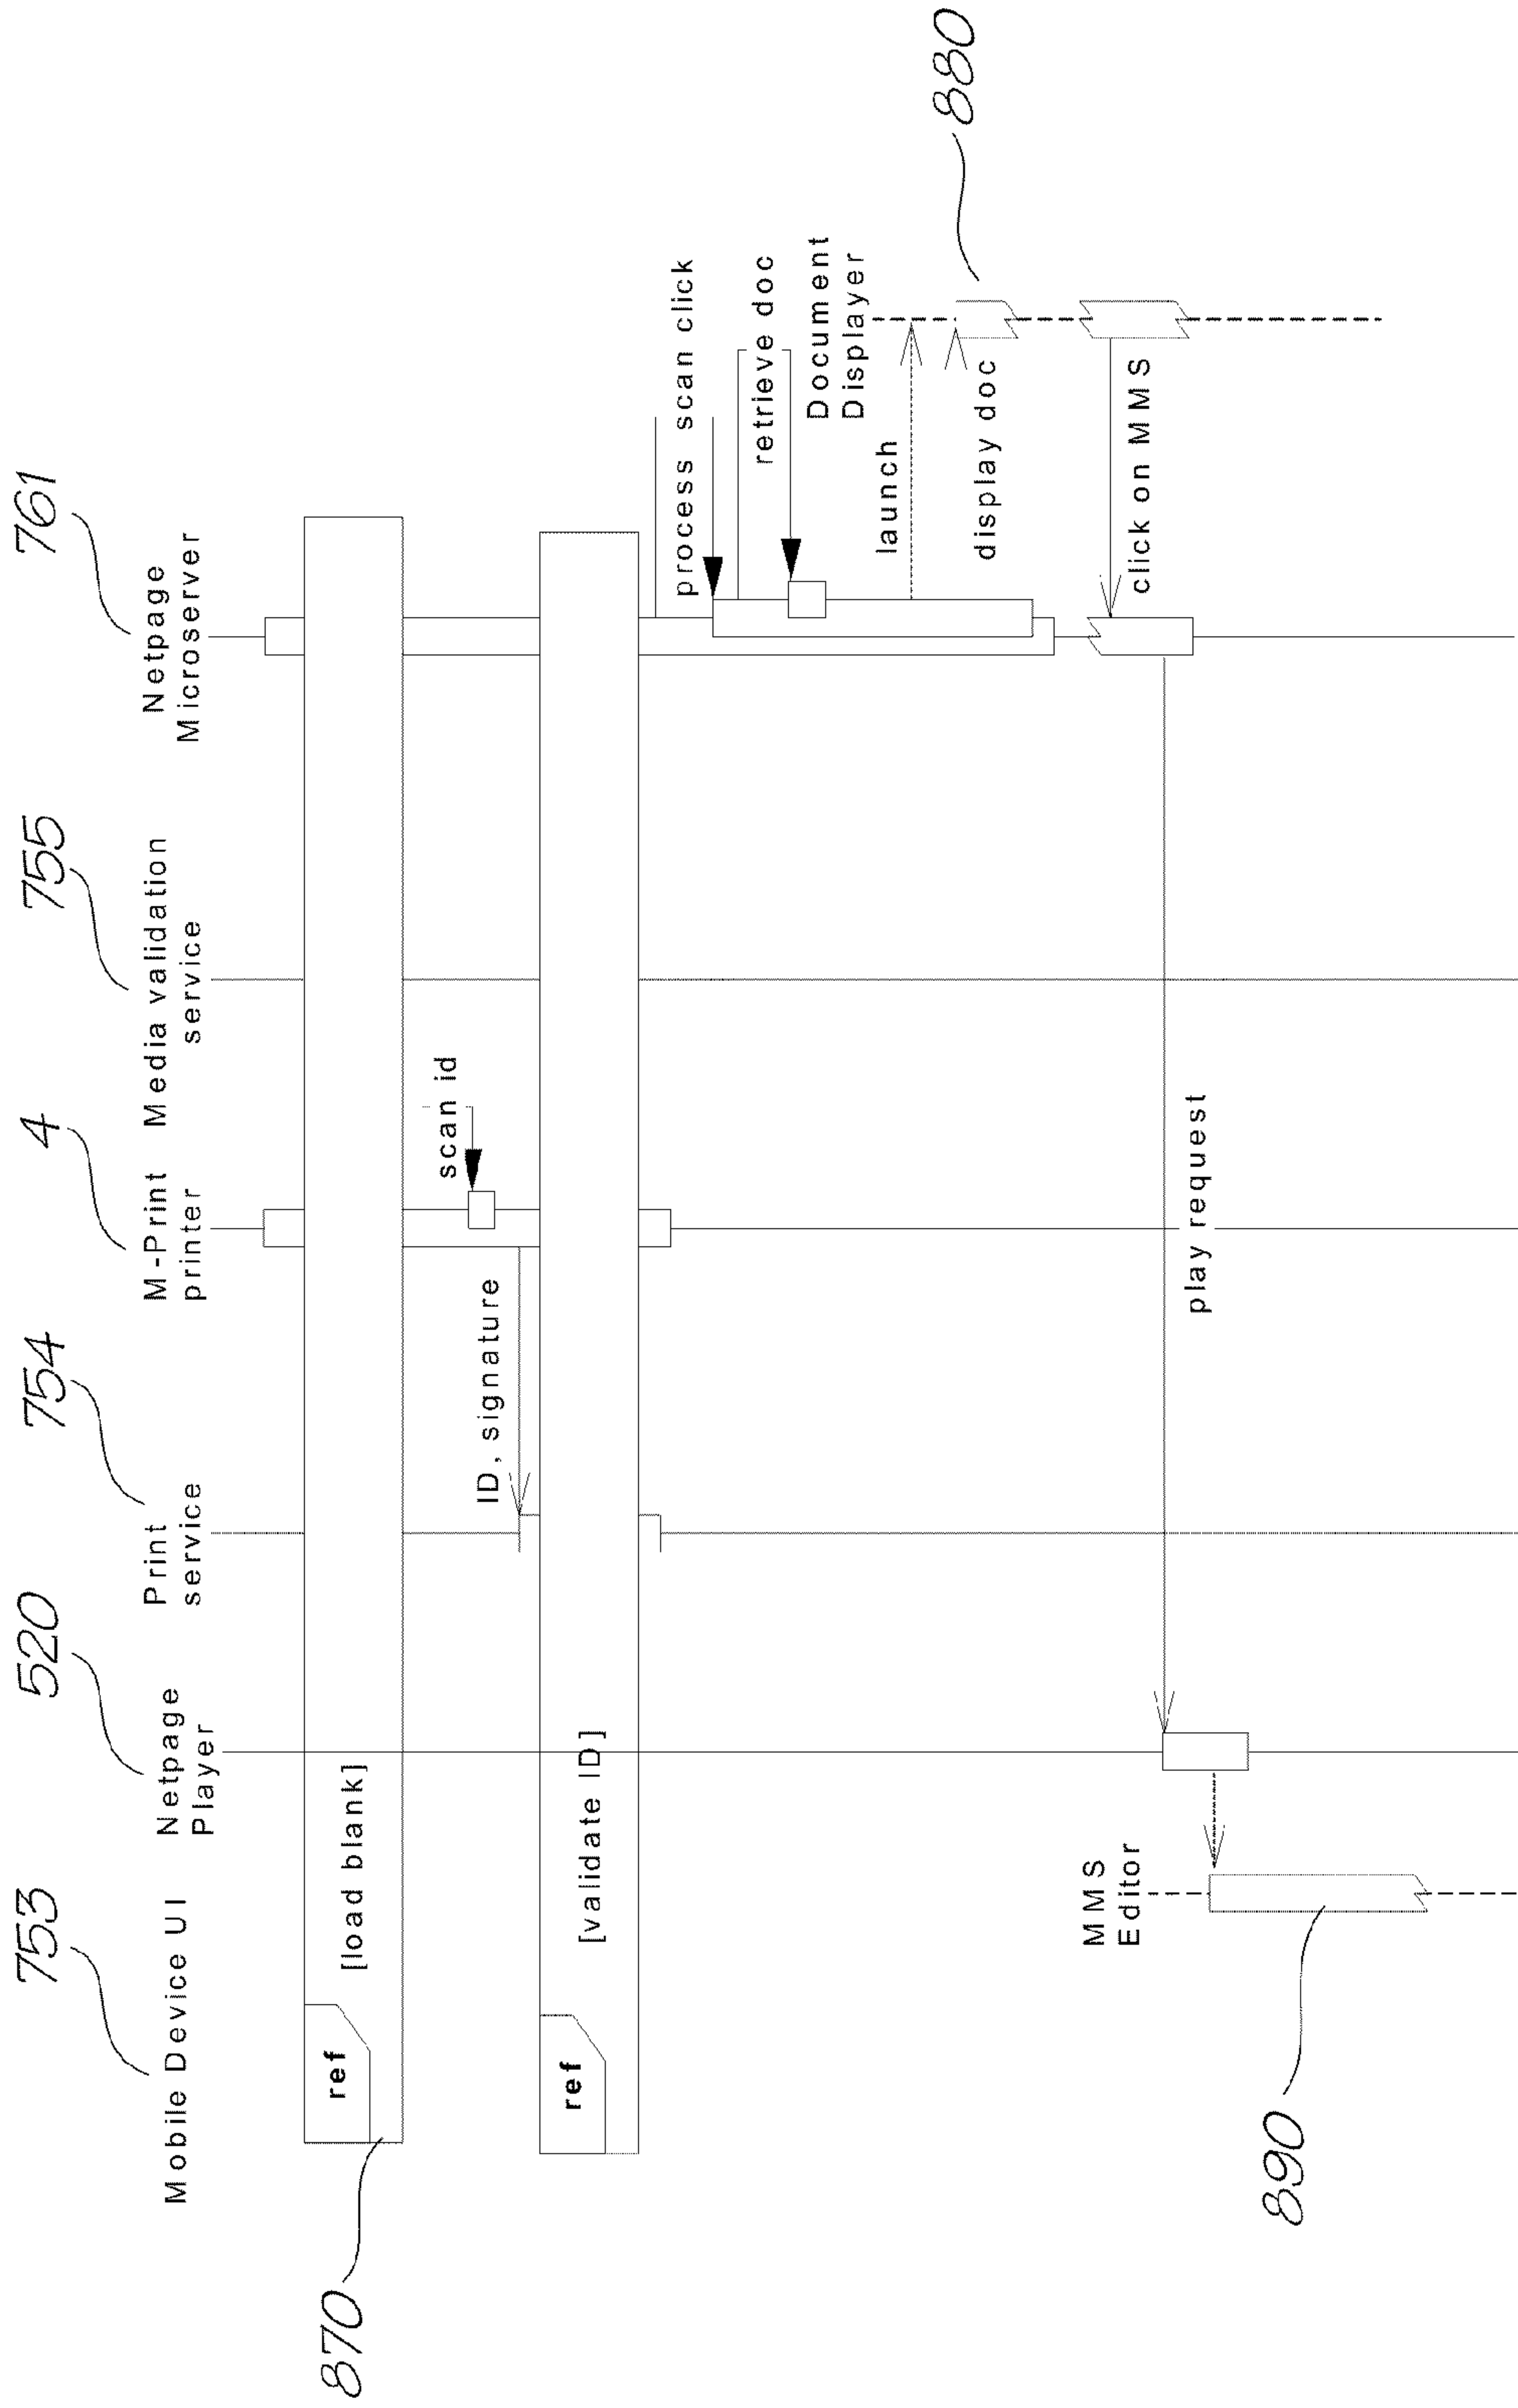 753
520
754
4
755
761
Mobile Device UI
Netpage
Player
Print
service
M-Print
printer
Media validation
service
Netpage
Microserver
870
ref
[load blank]
scan id
ID, signature
ref
[validate ID]
process scan click
retrieve doc
Document
Displayer
launch
880
display doc
click on MMS
play request
MMS
Editor
890